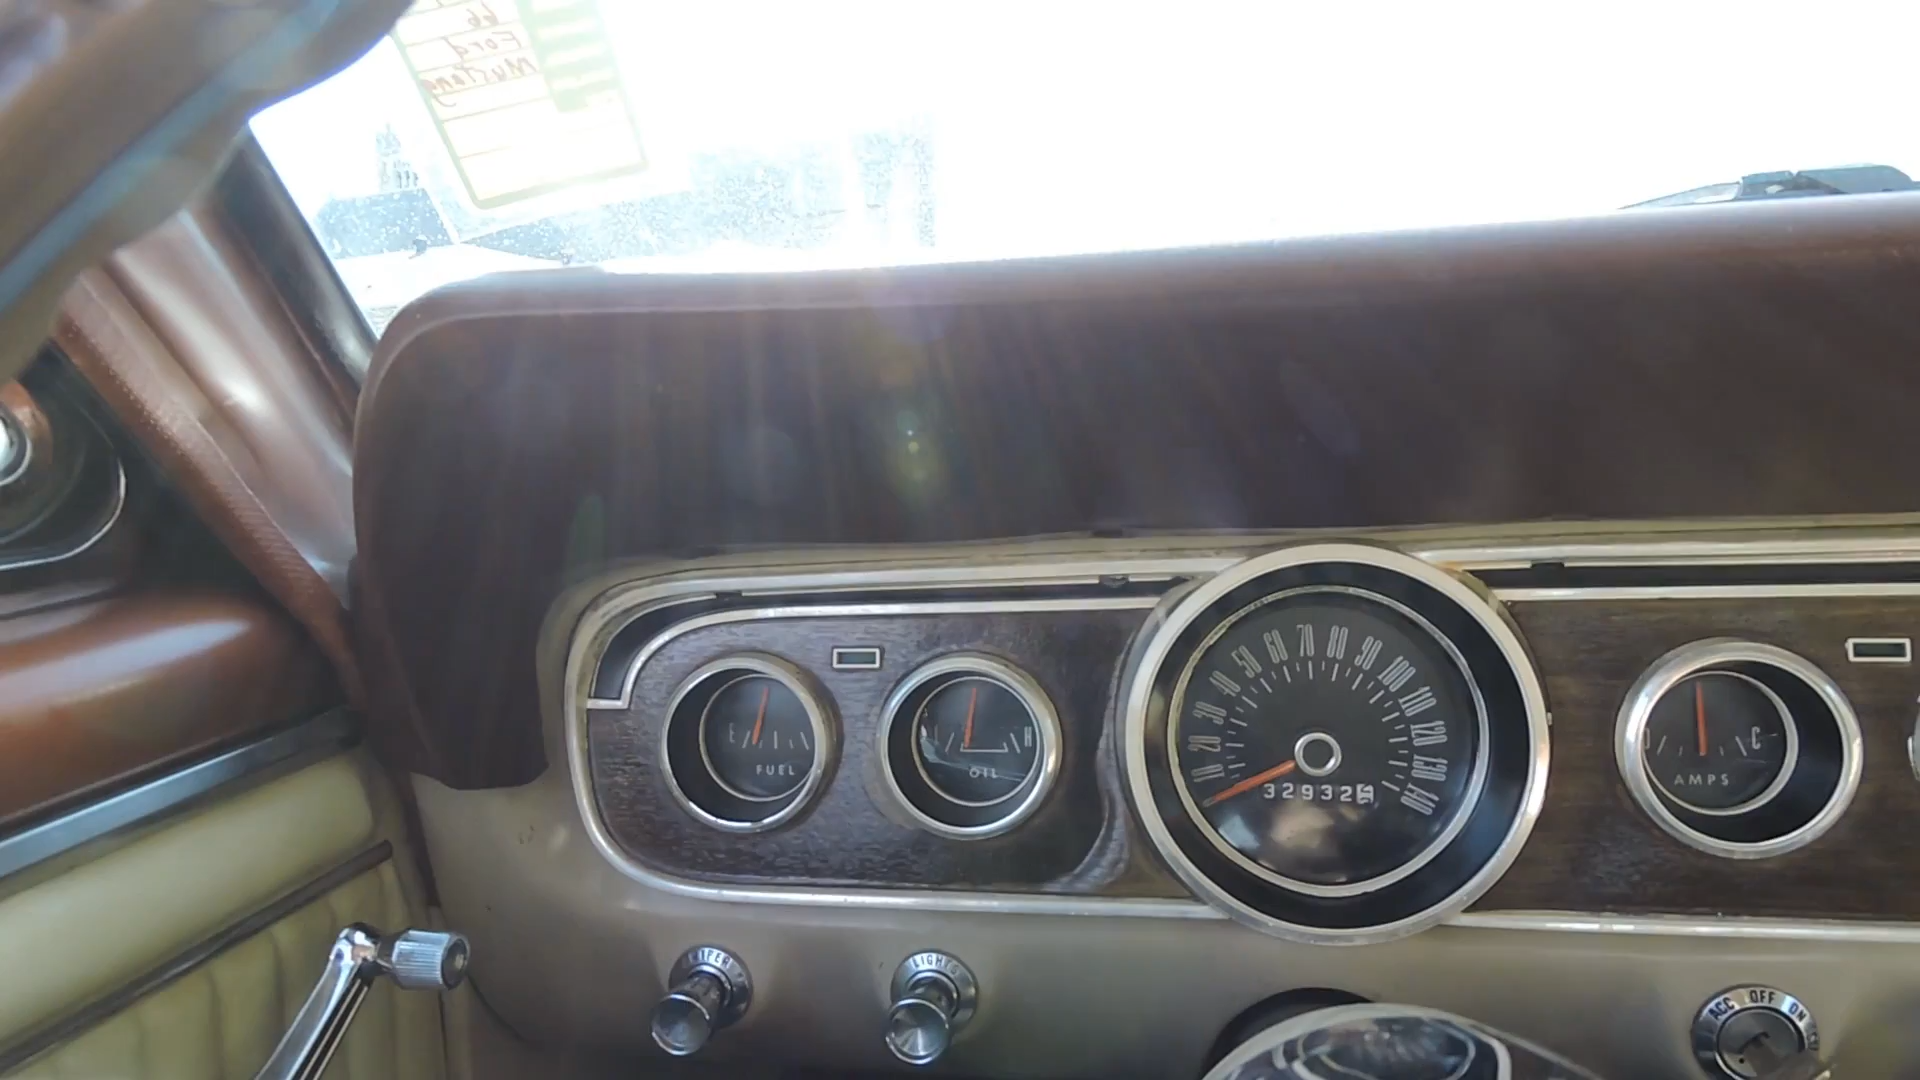 66
Ford
Mustang
E
FUEL
H
OIL
10 20 30 40 50 60 70 80 90 100 110 120 130 140
32932
C
AMPS
WIPER
LIGHTS
ACC OFF ON